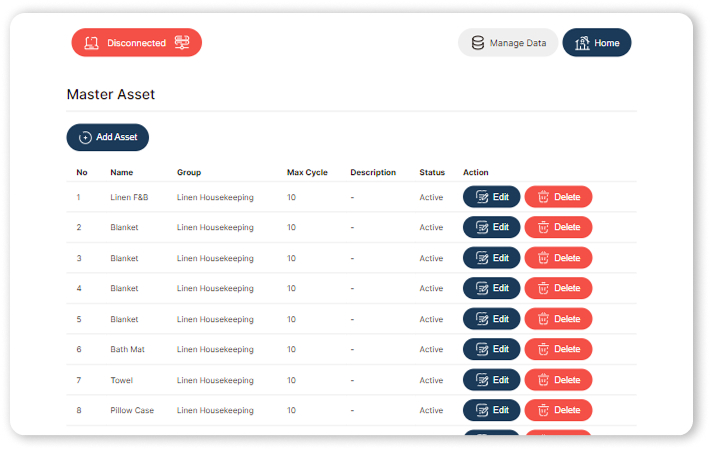 Disconnected Manage Data Home
Master Asset
Add Asset
No Name Group Max Cycle Description Status Action
1 Linen F&B Linen Housekeeping 10 - Active Edit Delete
2 Blanket Linen Housekeeping 10 - Active Edit Delete
3 Blanket Linen Housekeeping 10 - Active Edit Delete
4 Blanket Linen Housekeeping 10 - Active Edit Delete
5 Blanket Linen Housekeeping 10 - Active Edit Delete
6 Bath Mat Linen Housekeeping 10 - Active Edit Delete
7 Towel Linen Housekeeping 10 - Active Edit Delete
8 Pillow Case Linen Housekeeping 10 - Active Edit Delete